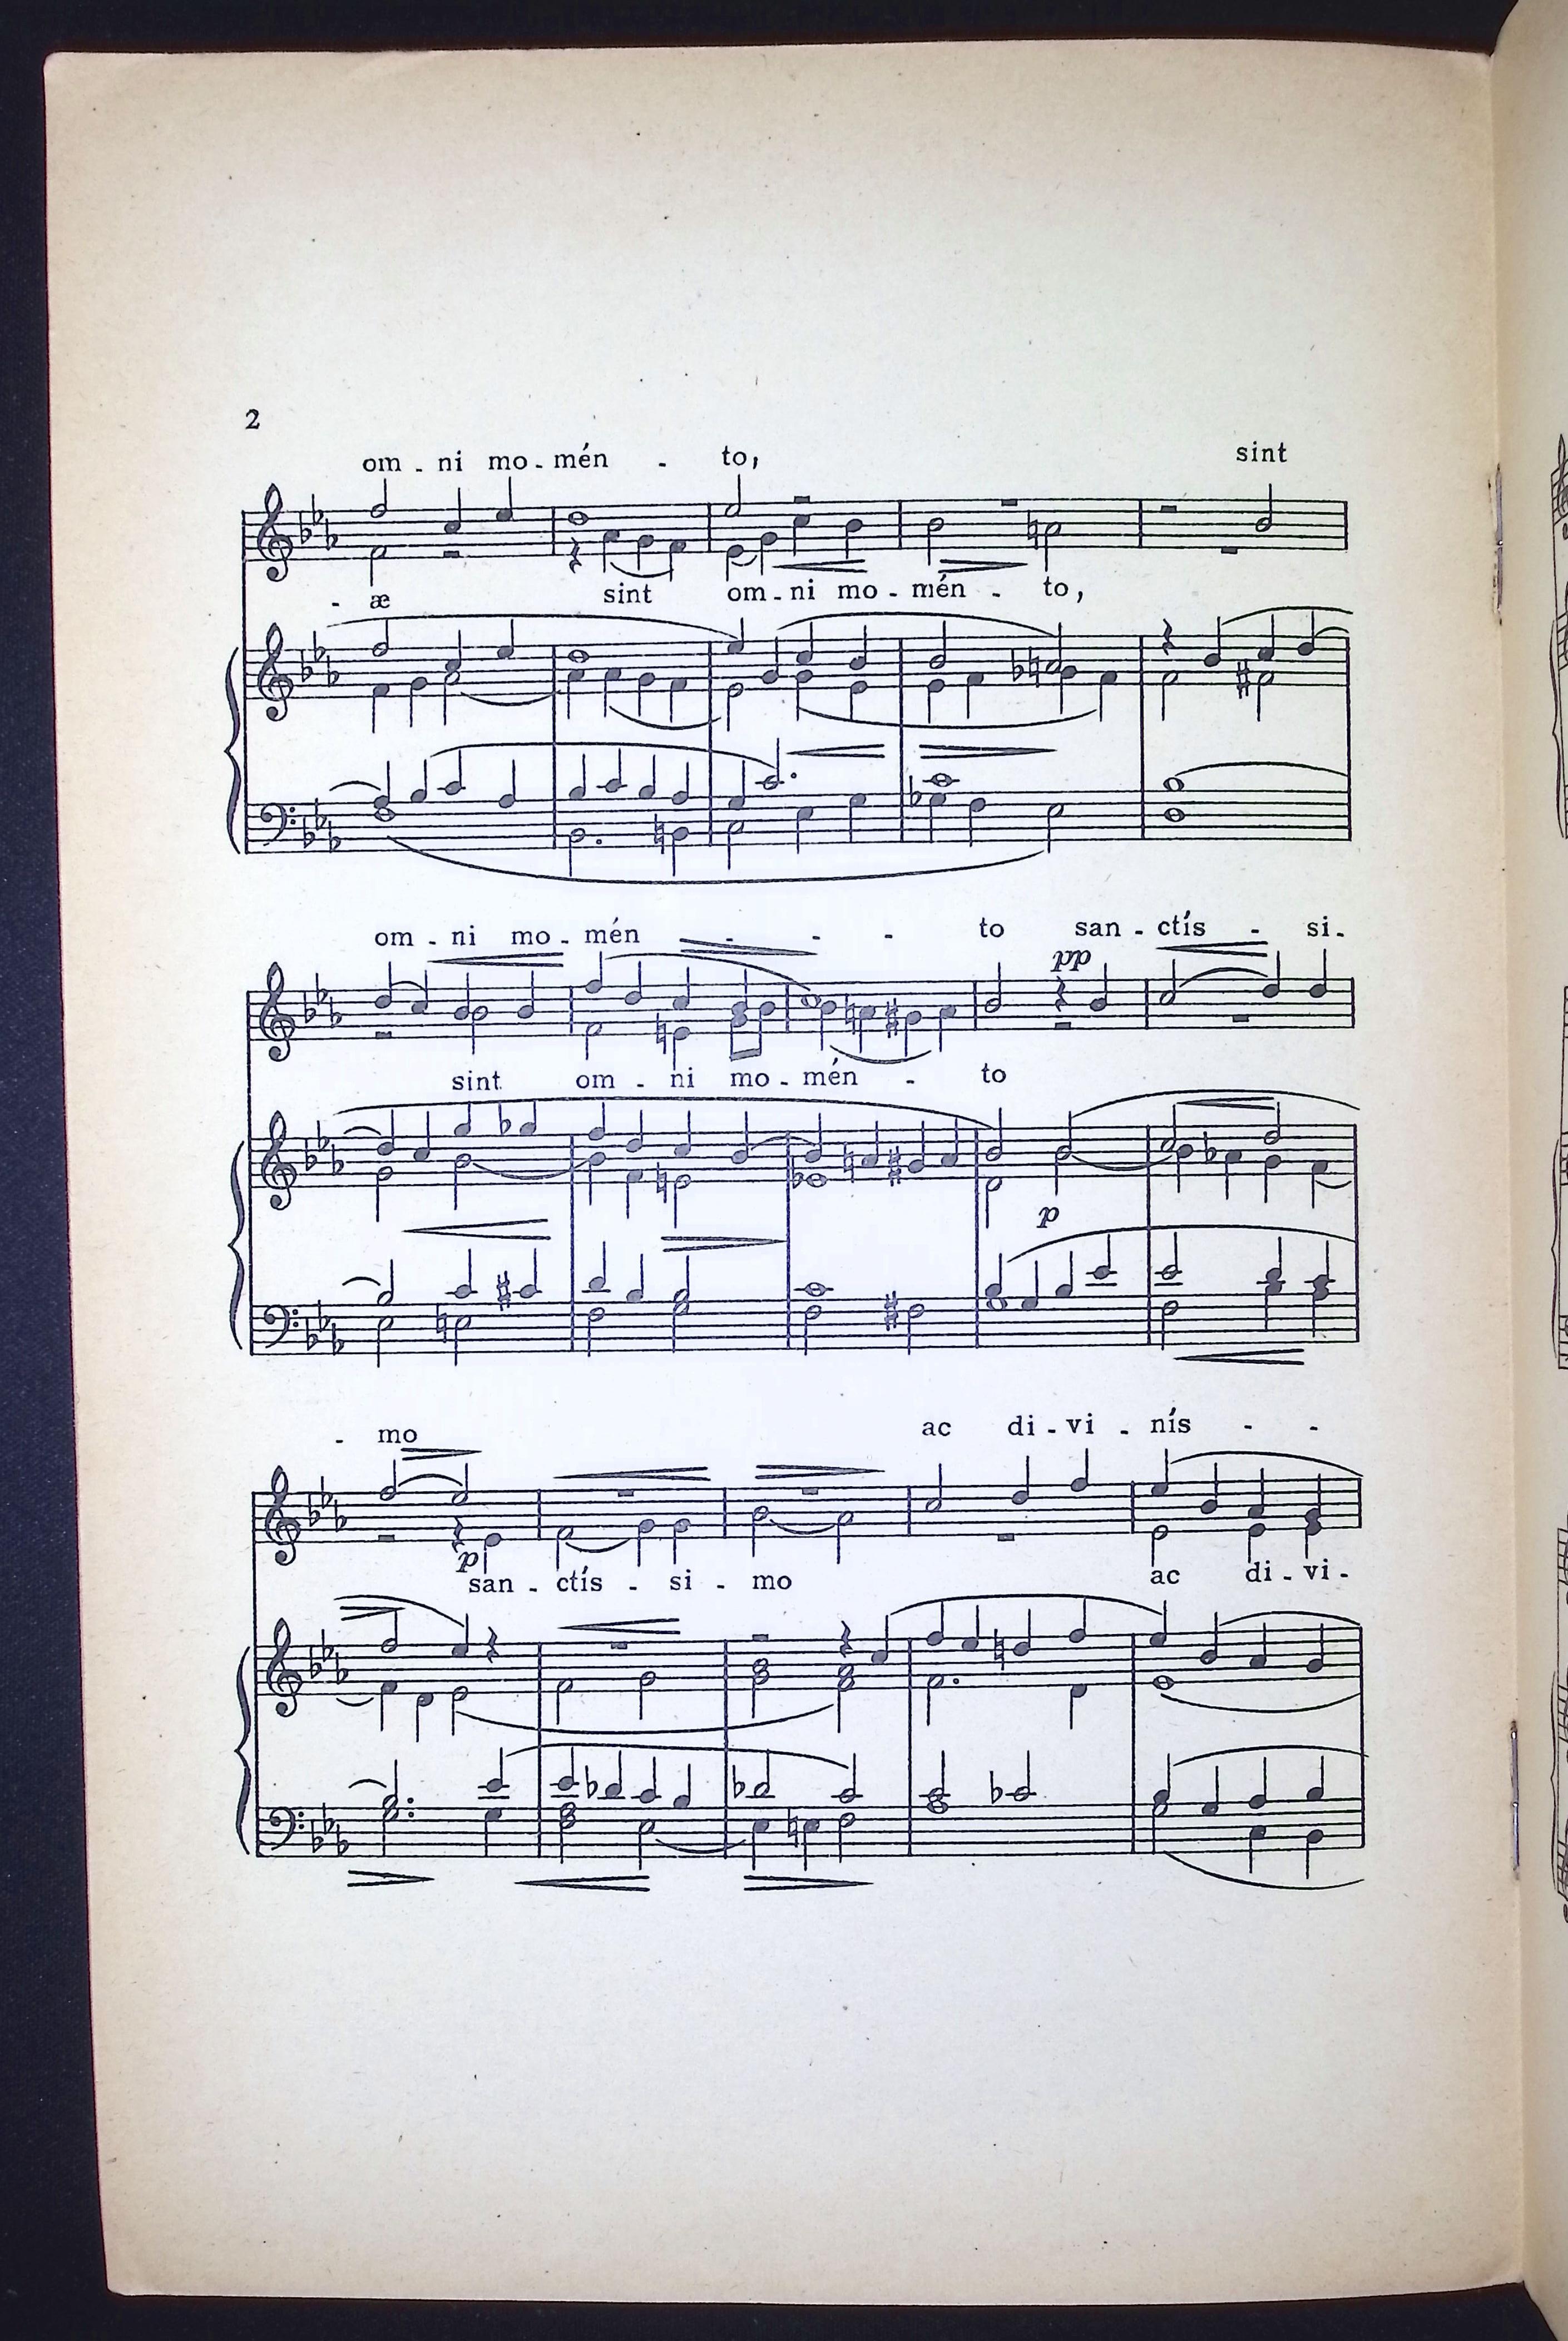 2
om - ni mo - mén - to, sint
- æ sint om - ni mo - mén - to,
om - ni mo - mén - - - to san - ctís - si -
pp
sint om - ni mo - mén - to
p
- mo ac di - vi - nís - -
p
san - ctís - si - mo ac di - vi -